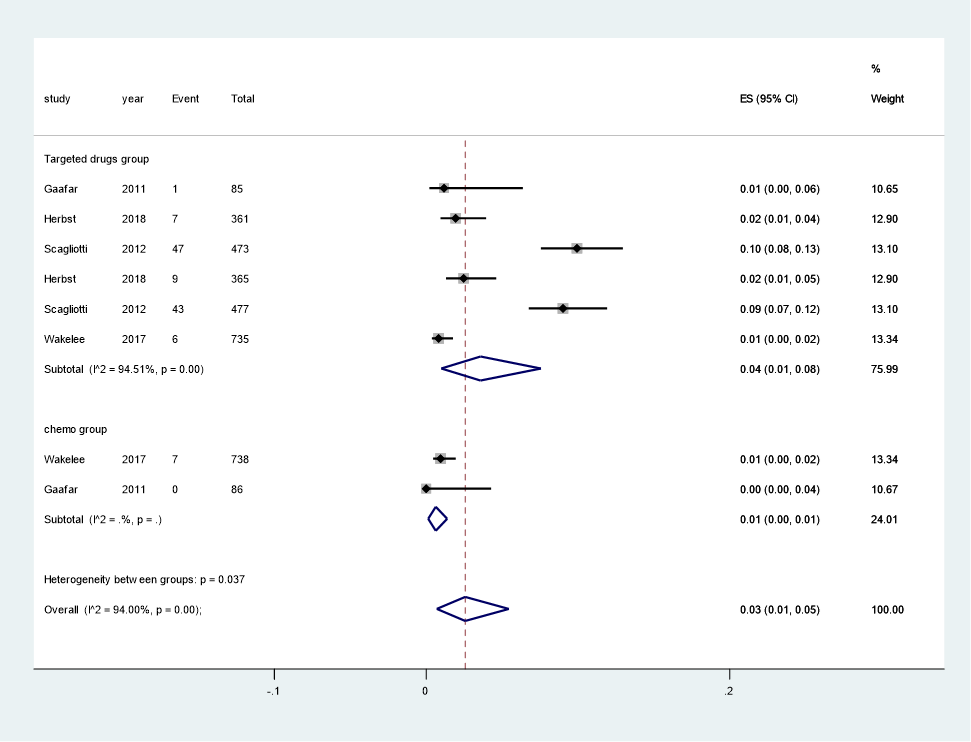 %
study year Event Total ES (95% CI) Weight
Targeted drugs group
Gaafar 2011 1 85 0.01 (0.00, 0.06) 10.65
Herbst 2018 7 361 0.02 (0.01, 0.04) 12.90
Scagliotti 2012 47 473 0.10 (0.08, 0.13) 13.10
Herbst 2018 9 365 0.02 (0.01, 0.05) 12.90
Scagliotti 2012 43 477 0.09 (0.07, 0.12) 13.10
Wakelee 2017 6 735 0.01 (0.00, 0.02) 13.34
Subtotal (I^2 = 94.51%, p = 0.00) 0.04 (0.01, 0.08) 75.99
chemo group
Wakelee 2017 7 738 0.01 (0.00, 0.02) 13.34
Gaafar 2011 0 86 0.00 (0.00, 0.04) 10.67
Subtotal (I^2 = .%, p = .) 0.01 (0.00, 0.01) 24.01
Heterogeneity between groups: p = 0.037
Overall (I^2 = 94.00%, p = 0.00); 0.03 (0.01, 0.05) 100.00
-.1 0 .2